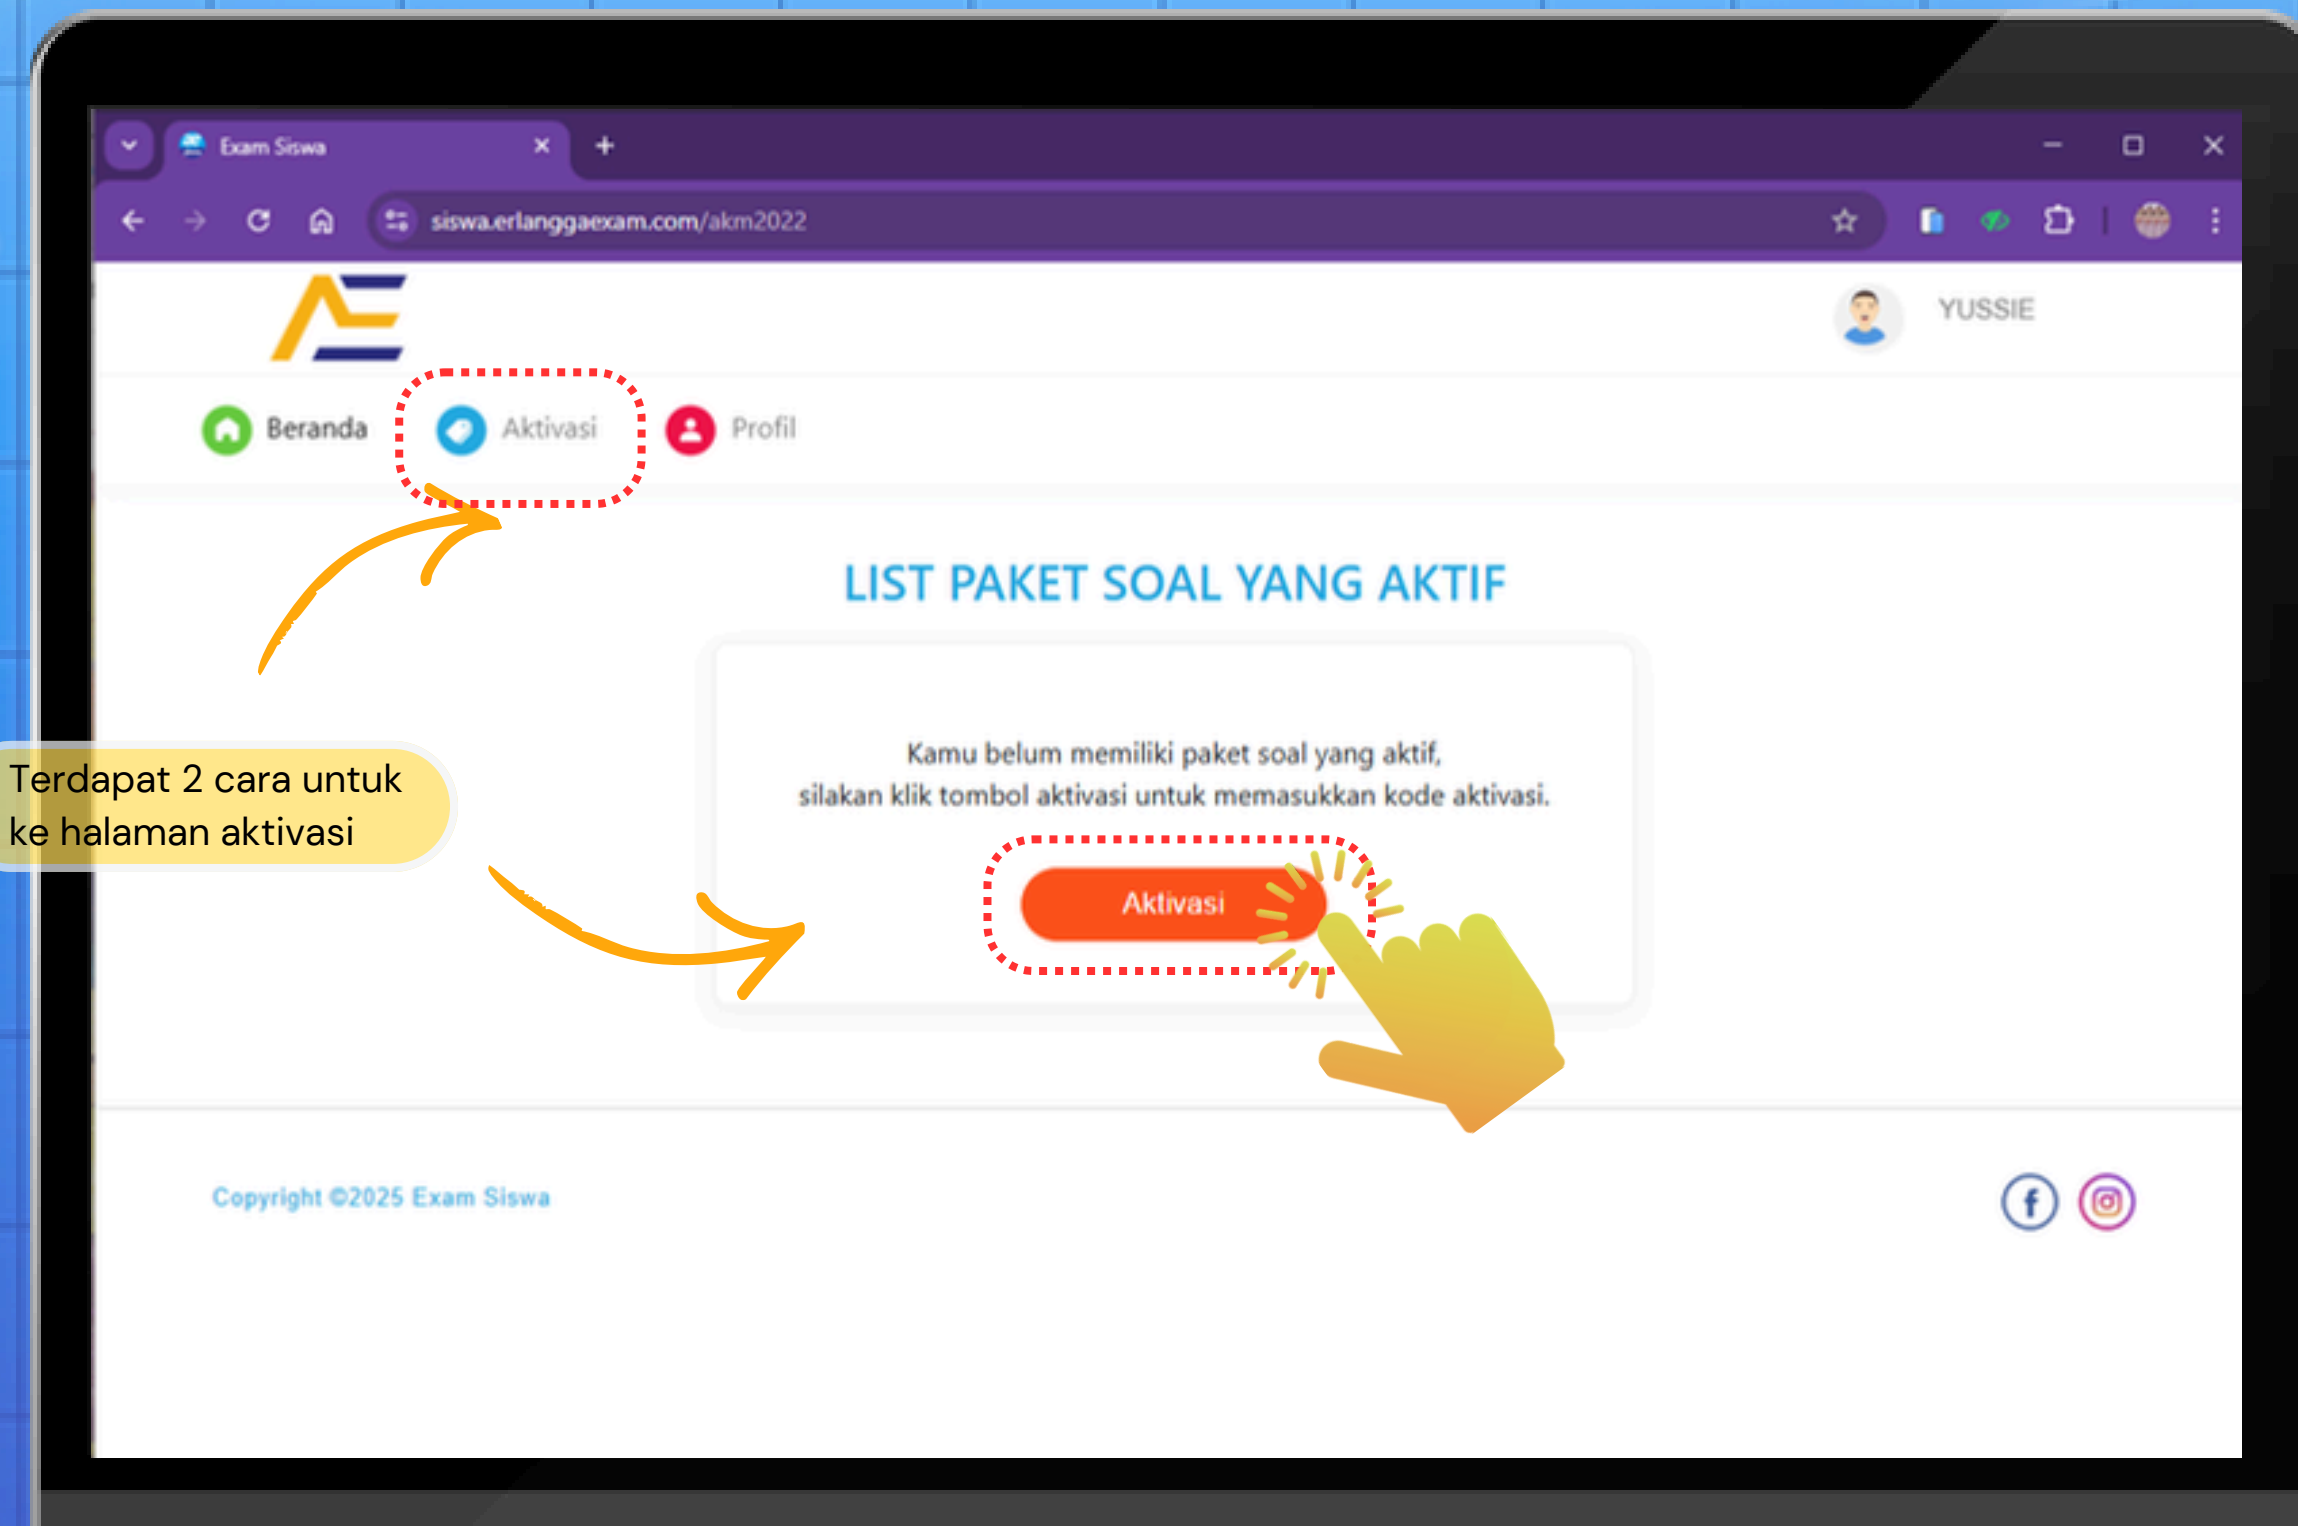 Exam Siswa
siswa.erlanggaexam.com/akm2022
AE
YUSSIE
Beranda
Aktivasi
Profil
LIST PAKET SOAL YANG AKTIF
Kamu belum memiliki paket soal yang aktif,
silakan klik tombol aktivasi untuk memasukkan kode aktivasi.
Aktivasi
Terdapat 2 cara untuk
ke halaman aktivasi
Copyright ©2025 Exam Siswa